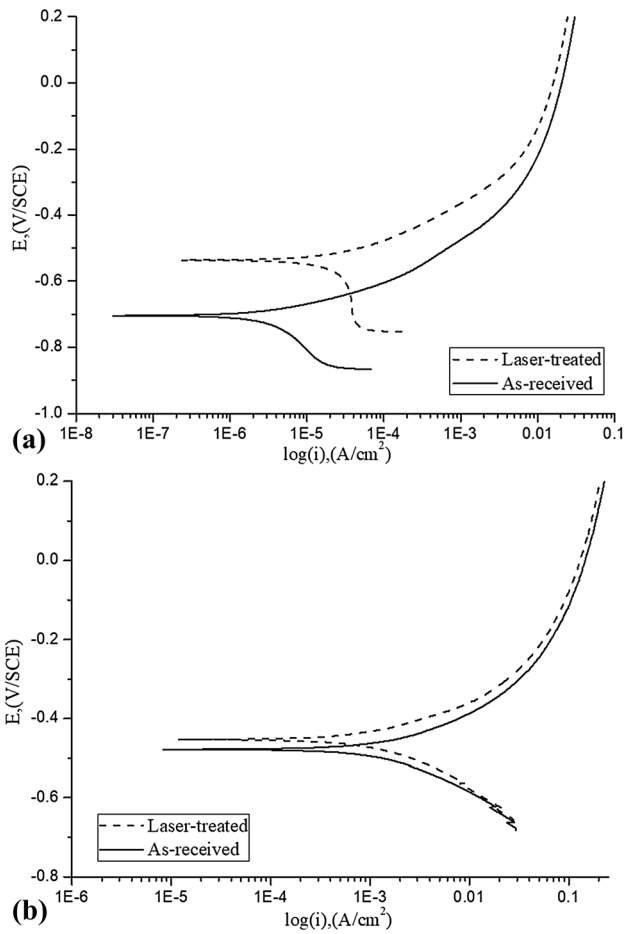 0.2
0.0
-0.2
-0.4
-0.6
-0.8
-1.0
E,(V/SCE)
Laser-treated
As-received
1E-8 1E-7 1E-6 1E-5 1E-4 1E-3 0.01 0.1
log(i),(A/cm²)
(a)
0.2
0.0
-0.2
-0.4
-0.6
-0.8
E,(V/SCE)
Laser-treated
As-received
1E-6 1E-5 1E-4 1E-3 0.01 0.1
log(i),(A/cm²)
(b)